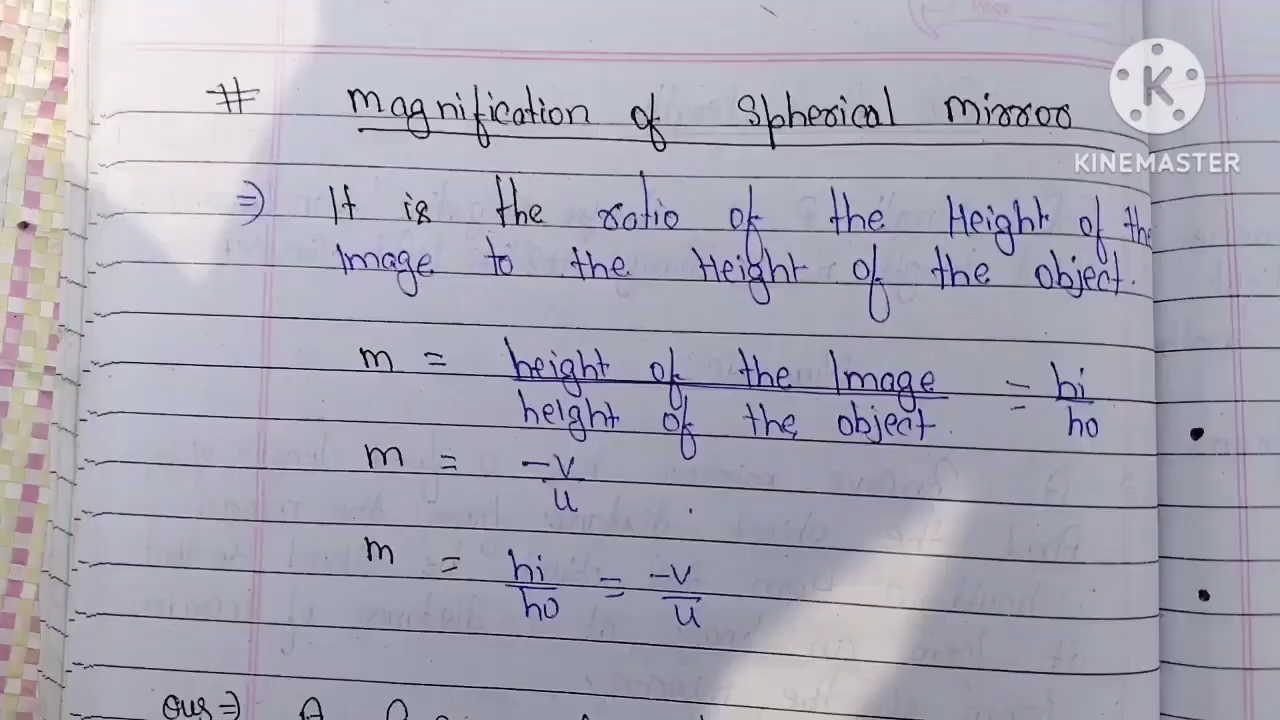 # Magnification of Spherical Mirror
KINEMASTER
⇒ It is the ratio of the Height of the
Image to the Height of the object.
m = height of the Image / height of the object = hi / ho
m = -v / u
m = hi / ho = -v / u
Ques ⇒ A